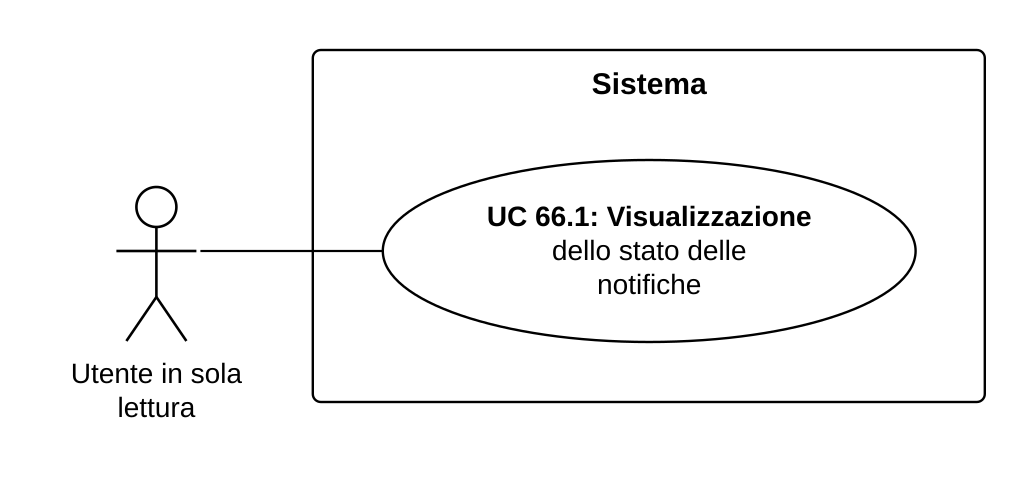 Sistema
UC 66.1: Visualizzazione
dello stato delle
notifiche
Utente in sola
lettura